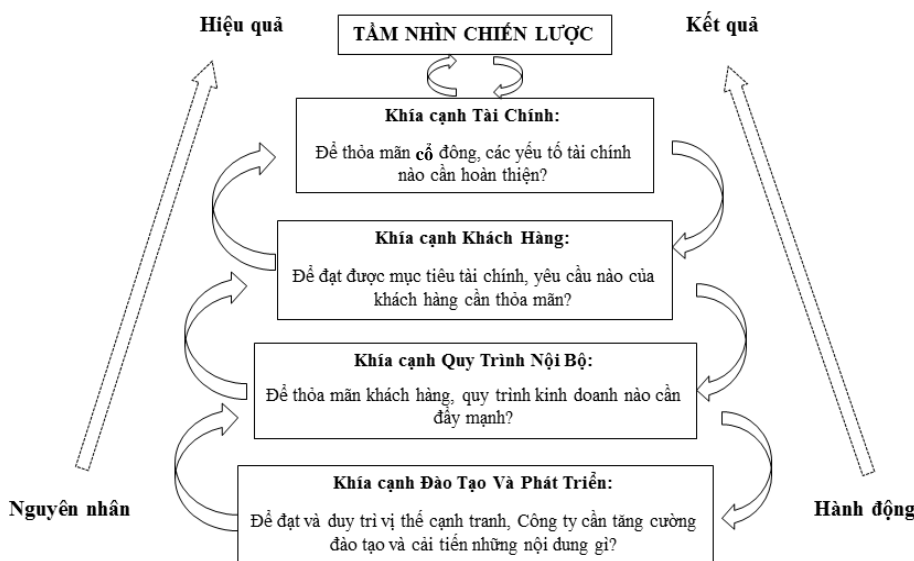 Hiệu quả
TẦM NHÌN CHIẾN LƯỢC
Kết quả
Khía cạnh Tài Chính:
Để thỏa mãn cổ đông, các yếu tố tài chính
nào cần hoàn thiện?
Khía cạnh Khách Hàng:
Để đạt được mục tiêu tài chính, yêu cầu nào của
khách hàng cần thỏa mãn?
Khía cạnh Quy Trình Nội Bộ:
Để thỏa mãn khách hàng, quy trình kinh doanh nào cần
đẩy mạnh?
Nguyên nhân
Khía cạnh Đào Tạo Và Phát Triển:
Để đạt và duy trì vị thế cạnh tranh, Công ty cần tăng cường
đào tạo và cải tiến những nội dung gì?
Hành động